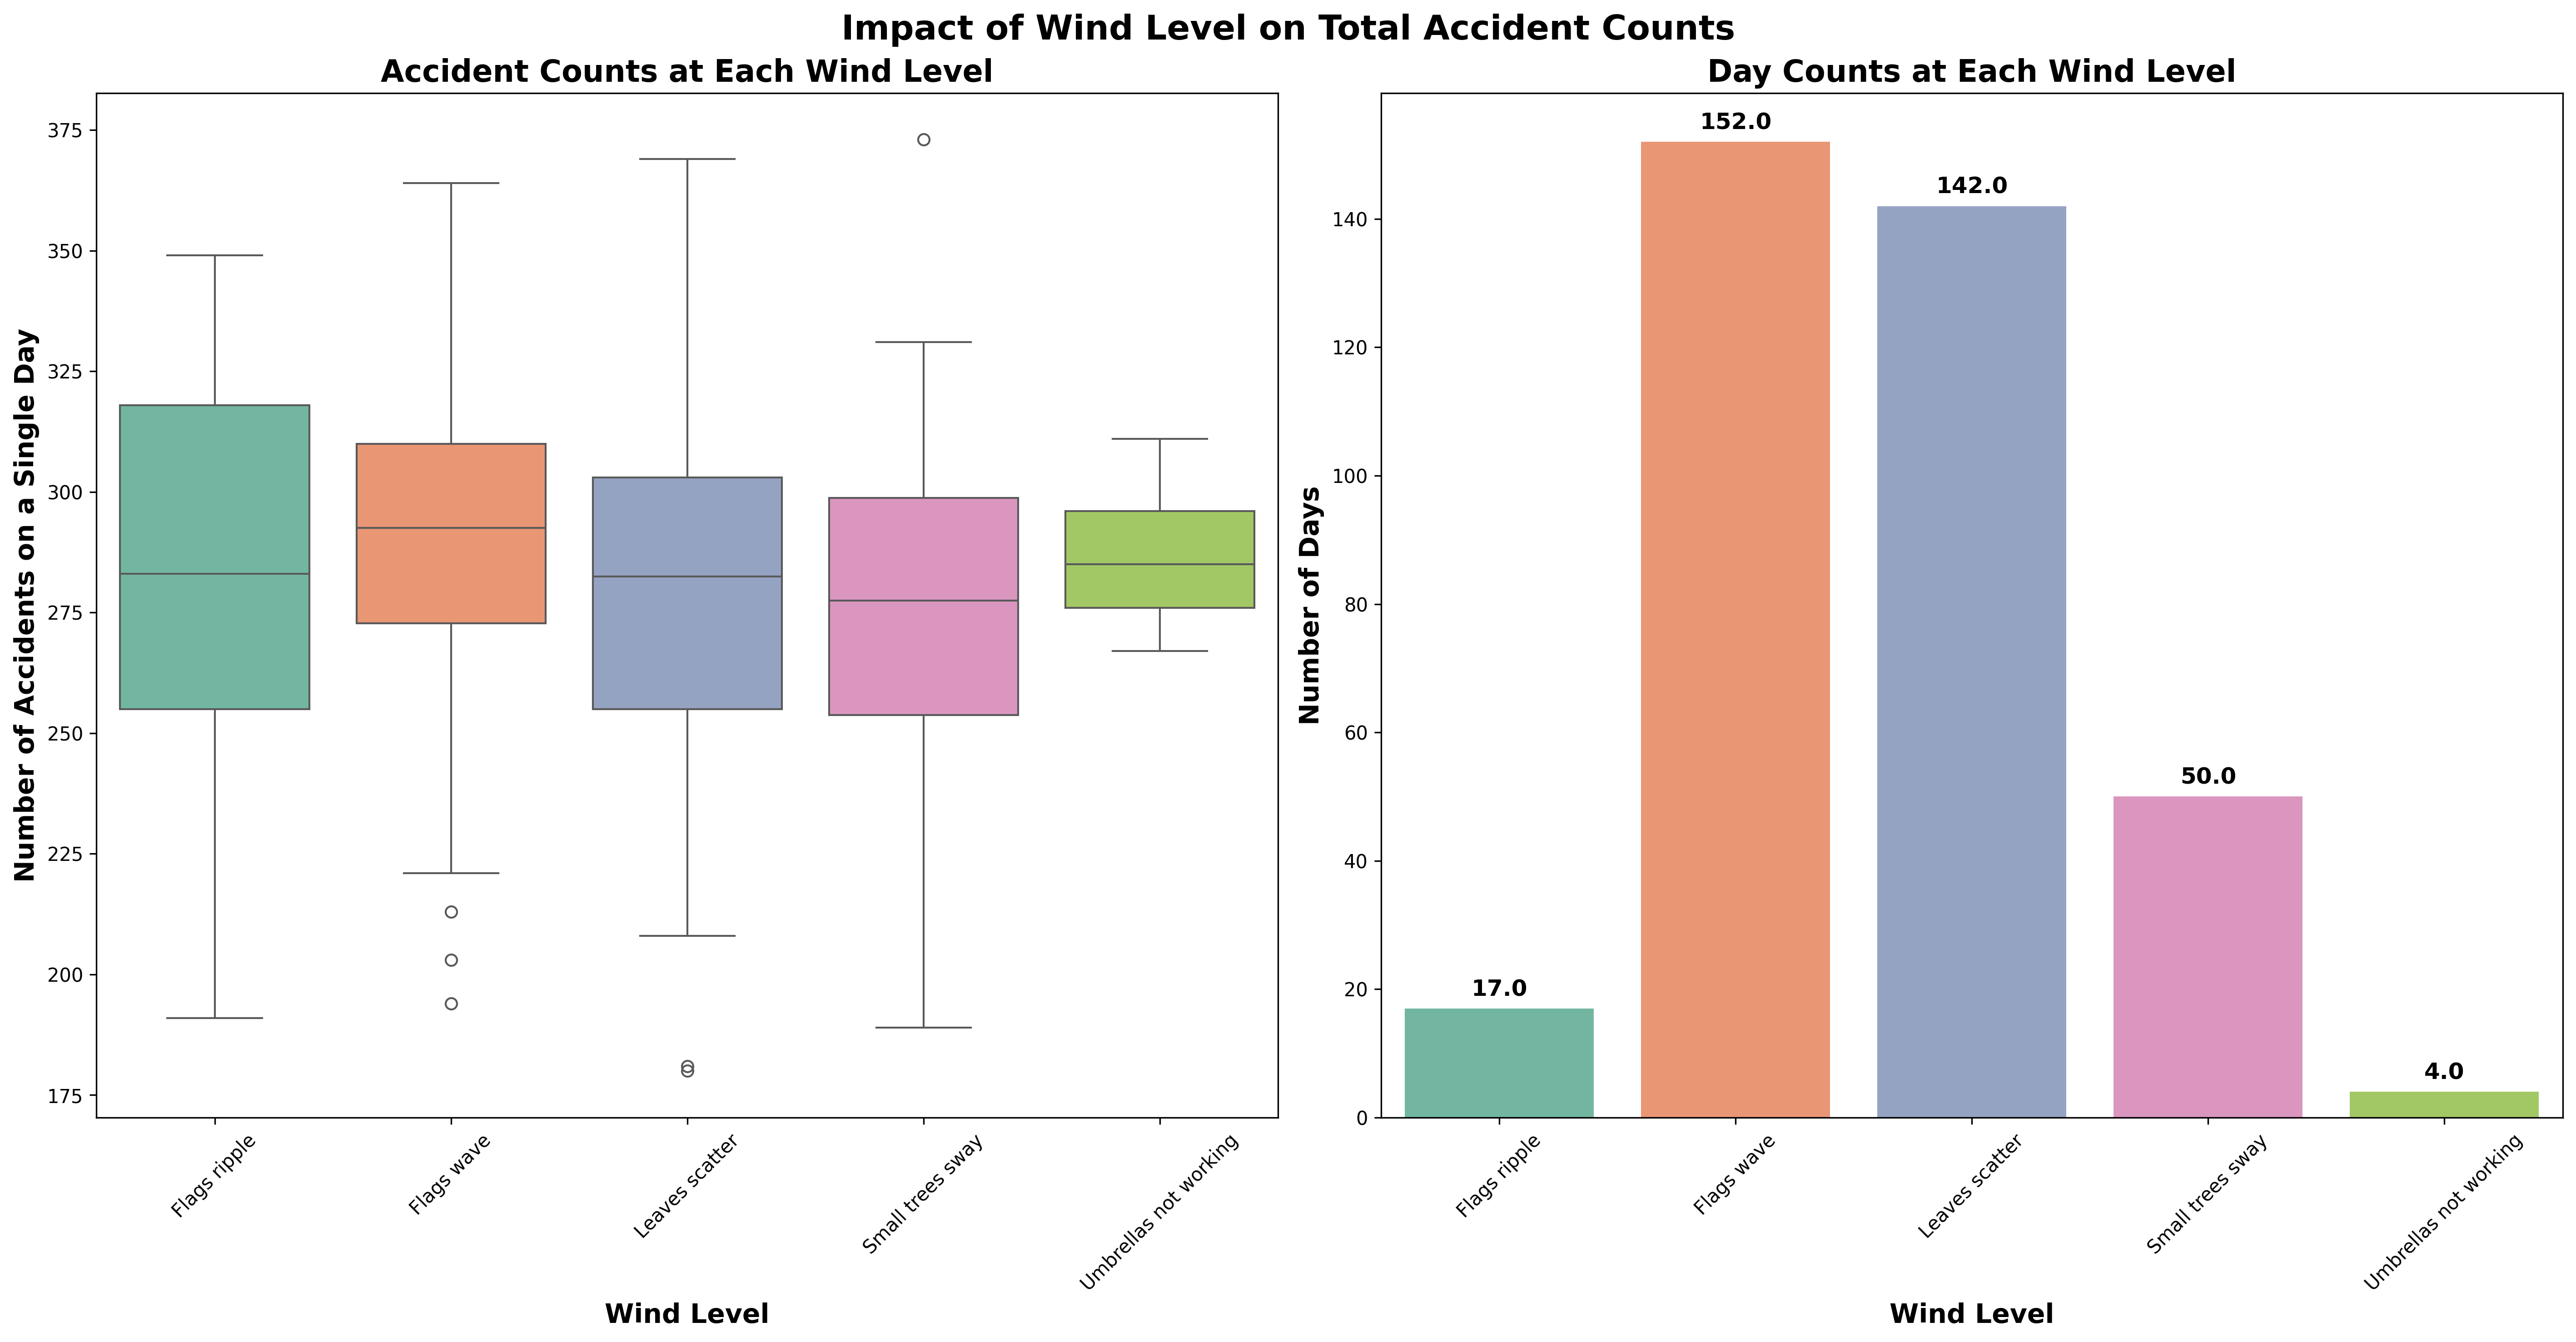 Impact of Wind Level on Total Accident Counts
Accident Counts at Each Wind Level
Number of Accidents on a Single Day
375
350
325
300
275
250
225
200
175
Flags ripple
Flags wave
Leaves scatter
Small trees sway
Umbrellas not working
Wind Level
Day Counts at Each Wind Level
Number of Days
140
120
100
80
60
40
20
0
17.0
152.0
142.0
50.0
4.0
Flags ripple
Flags wave
Leaves scatter
Small trees sway
Umbrellas not working
Wind Level